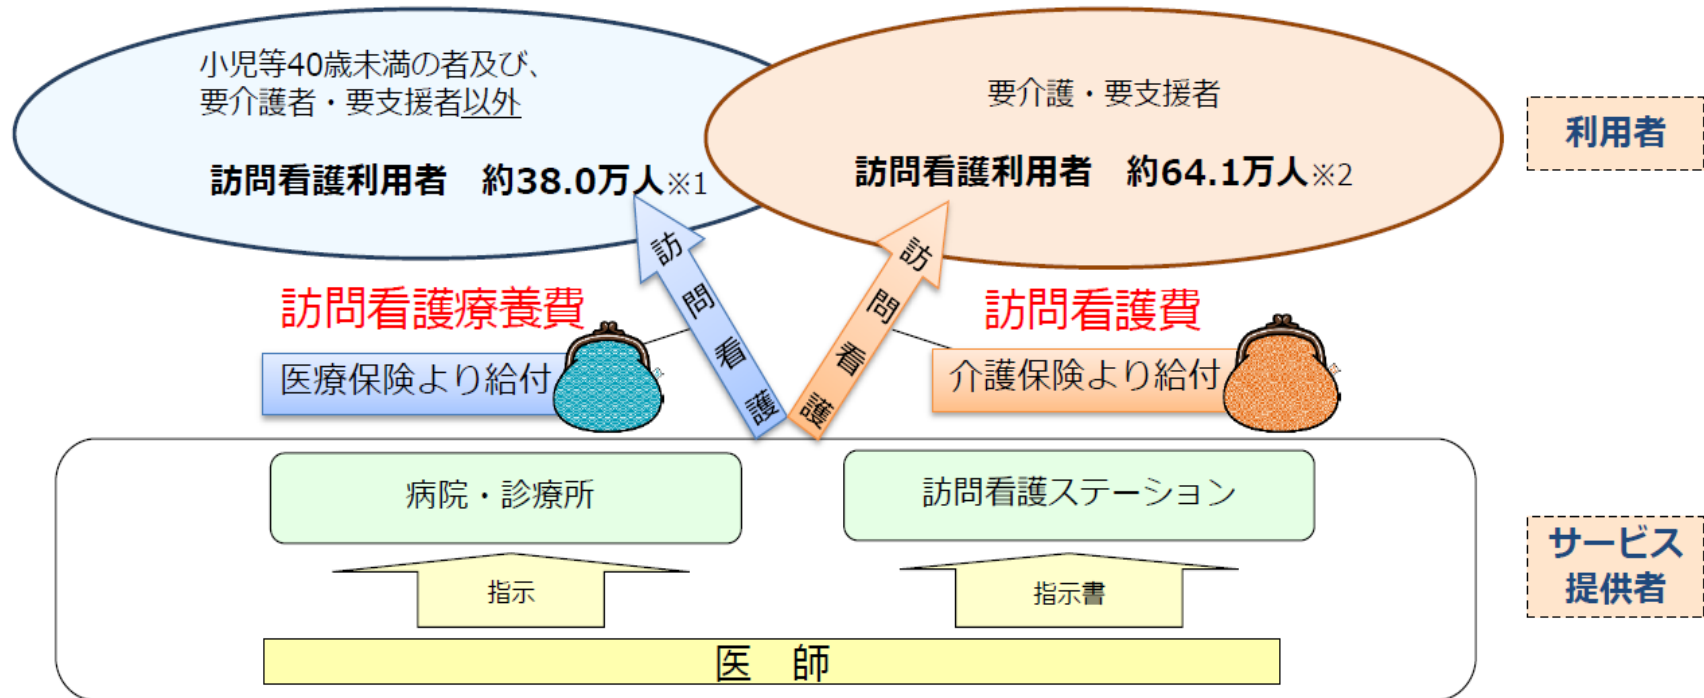 小児等40歳未満の者及び、
要介護者・要支援者以外
訪問看護利用者　約38.0万人※1
要介護・要支援者
訪問看護利用者　約64.1万人※2
利用者
訪問看護
訪問看護
訪問看護療養費
医療保険より給付
訪問看護費
介護保険より給付
病院・診療所
訪問看護ステーション
サービス
提供者
指示
指示書
医　師